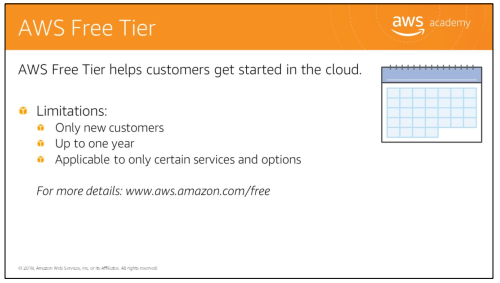 AWS Free Tier
aws academy
AWS Free Tier helps customers get started in the cloud.
Limitations:
Only new customers
Up to one year
Applicable to only certain services and options
For more details: www.aws.amazon.com/free
Amazon Web Services, Inc. or its Affiliates. All rights reserved.